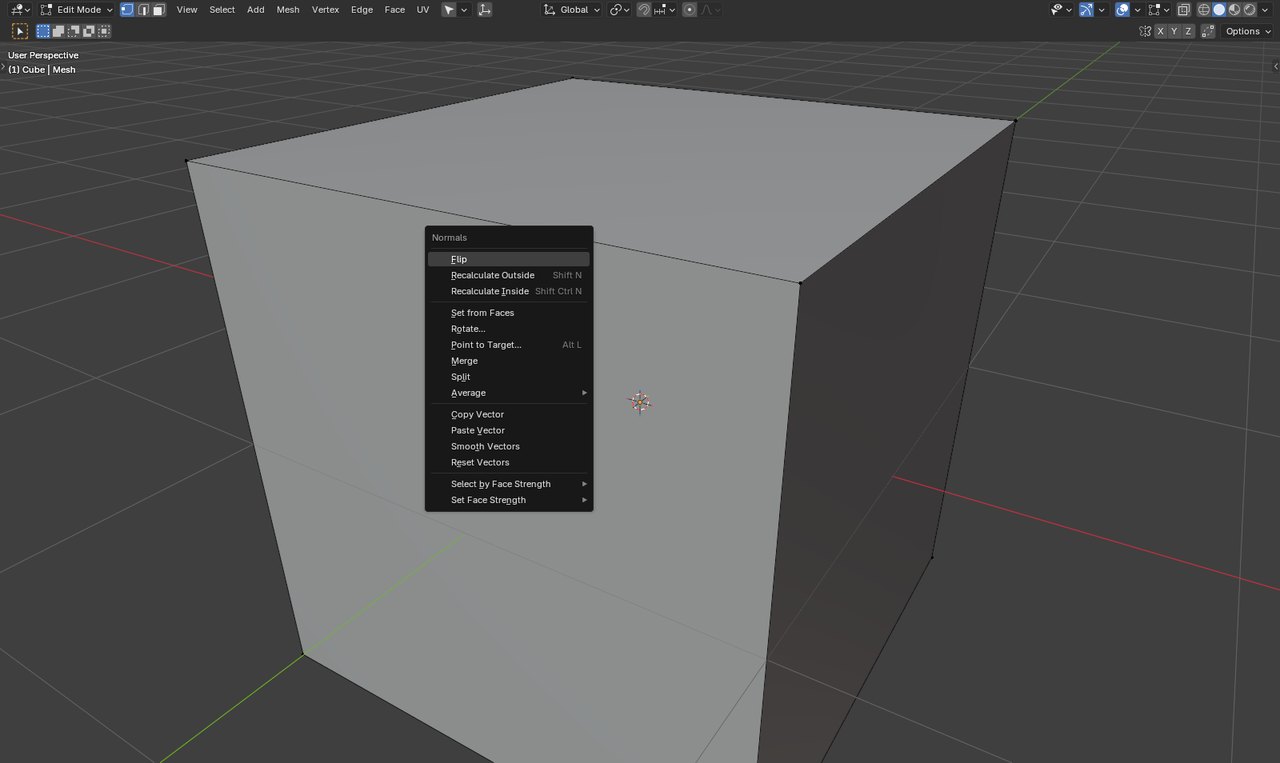 Edit Mode View Select Add Mesh Vertex Edge Face UV Global
X Y Z Options
User Perspective
(1) Cube | Mesh
Normals
Flip
Recalculate Outside Shift N
Recalculate Inside Shift Ctrl N
Set from Faces
Rotate...
Point to Target... Alt L
Merge
Split
Average
Copy Vector
Paste Vector
Smooth Vectors
Reset Vectors
Select by Face Strength
Set Face Strength